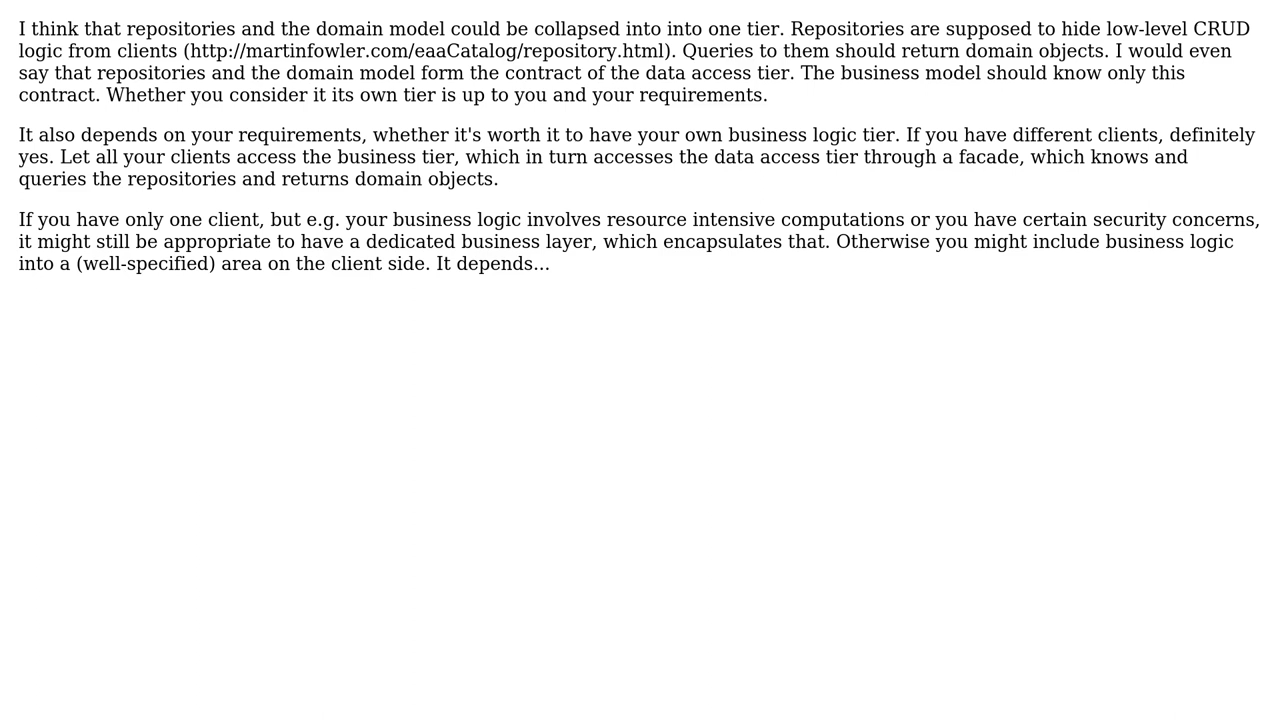 I think that repositories and the domain model could be collapsed into into one tier. Repositories are supposed to hide low-level CRUD
logic from clients (http://martinfowler.com/eaaCatalog/repository.html). Queries to them should return domain objects. I would even
say that repositories and the domain model form the contract of the data access tier. The business model should know only this
contract. Whether you consider it its own tier is up to you and your requirements.
It also depends on your requirements, whether it's worth it to have your own business logic tier. If you have different clients, definitely
yes. Let all your clients access the business tier, which in turn accesses the data access tier through a facade, which knows and
queries the repositories and returns domain objects.
If you have only one client, but e.g. your business logic involves resource intensive computations or you have certain security concerns,
it might still be appropriate to have a dedicated business layer, which encapsulates that. Otherwise you might include business logic
into a (well-specified) area on the client side. It depends...